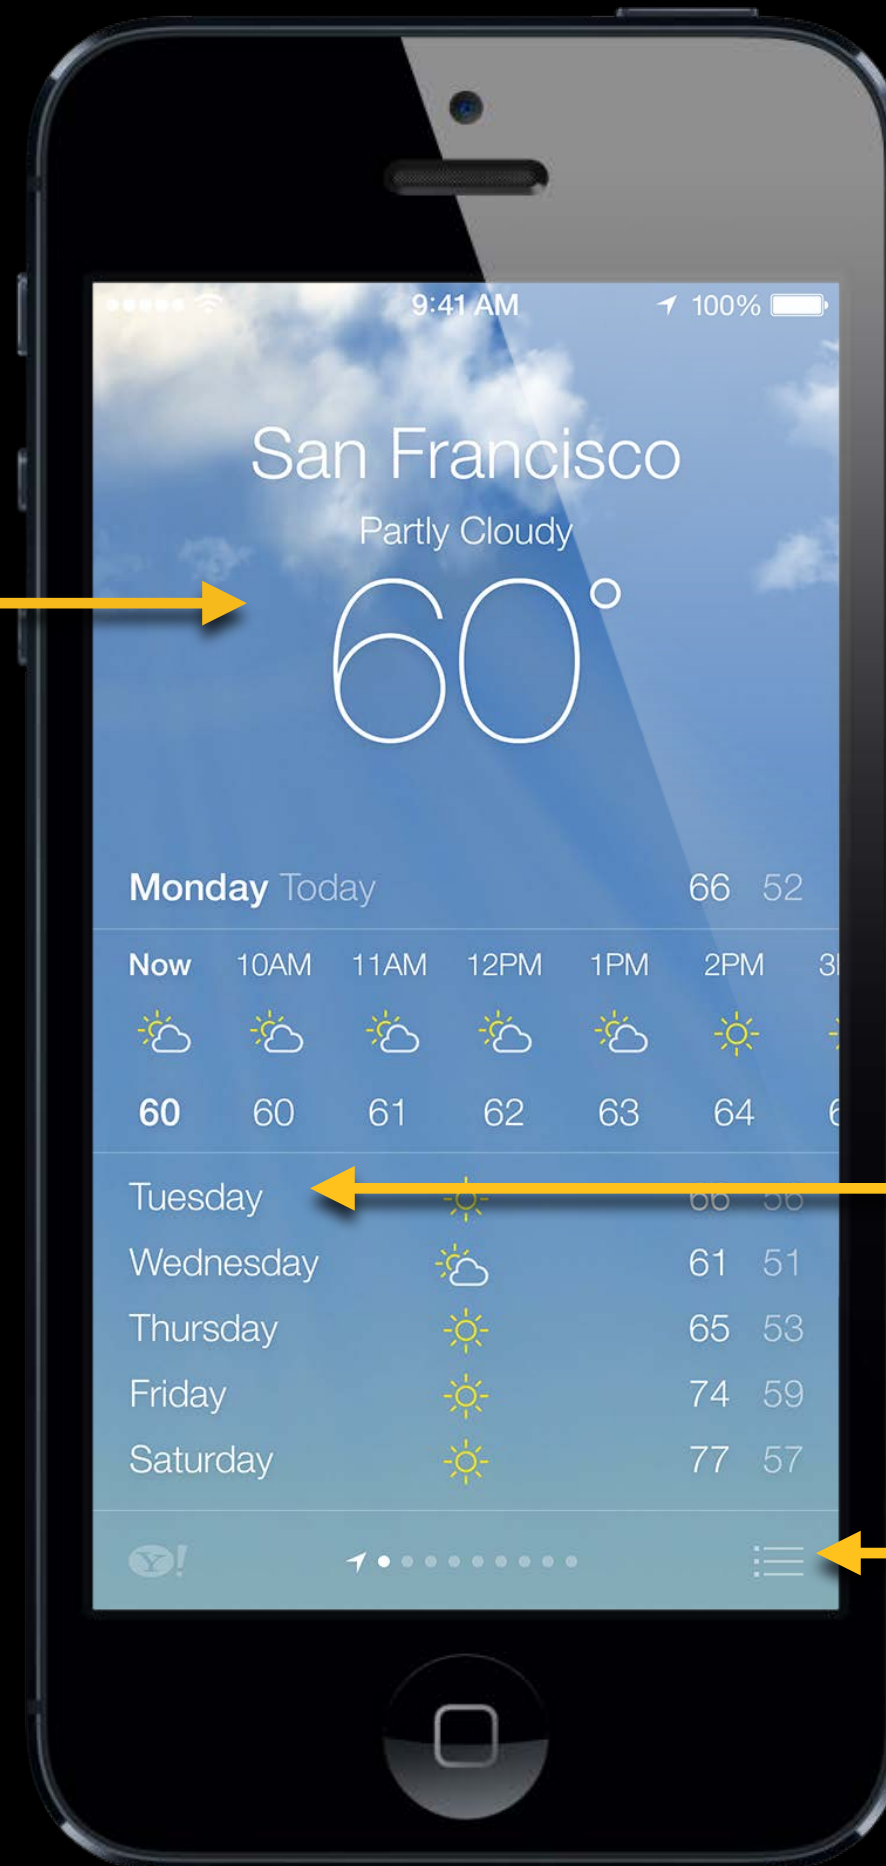 9:41 AM 100%
San Francisco
Partly Cloudy
60°
Monday Today 66 52
Now 10AM 11AM 12PM 1PM 2PM
60 60 61 62 63 64
Tuesday 66 56
Wednesday 61 51
Thursday 65 53
Friday 74 59
Saturday 77 57
Y!